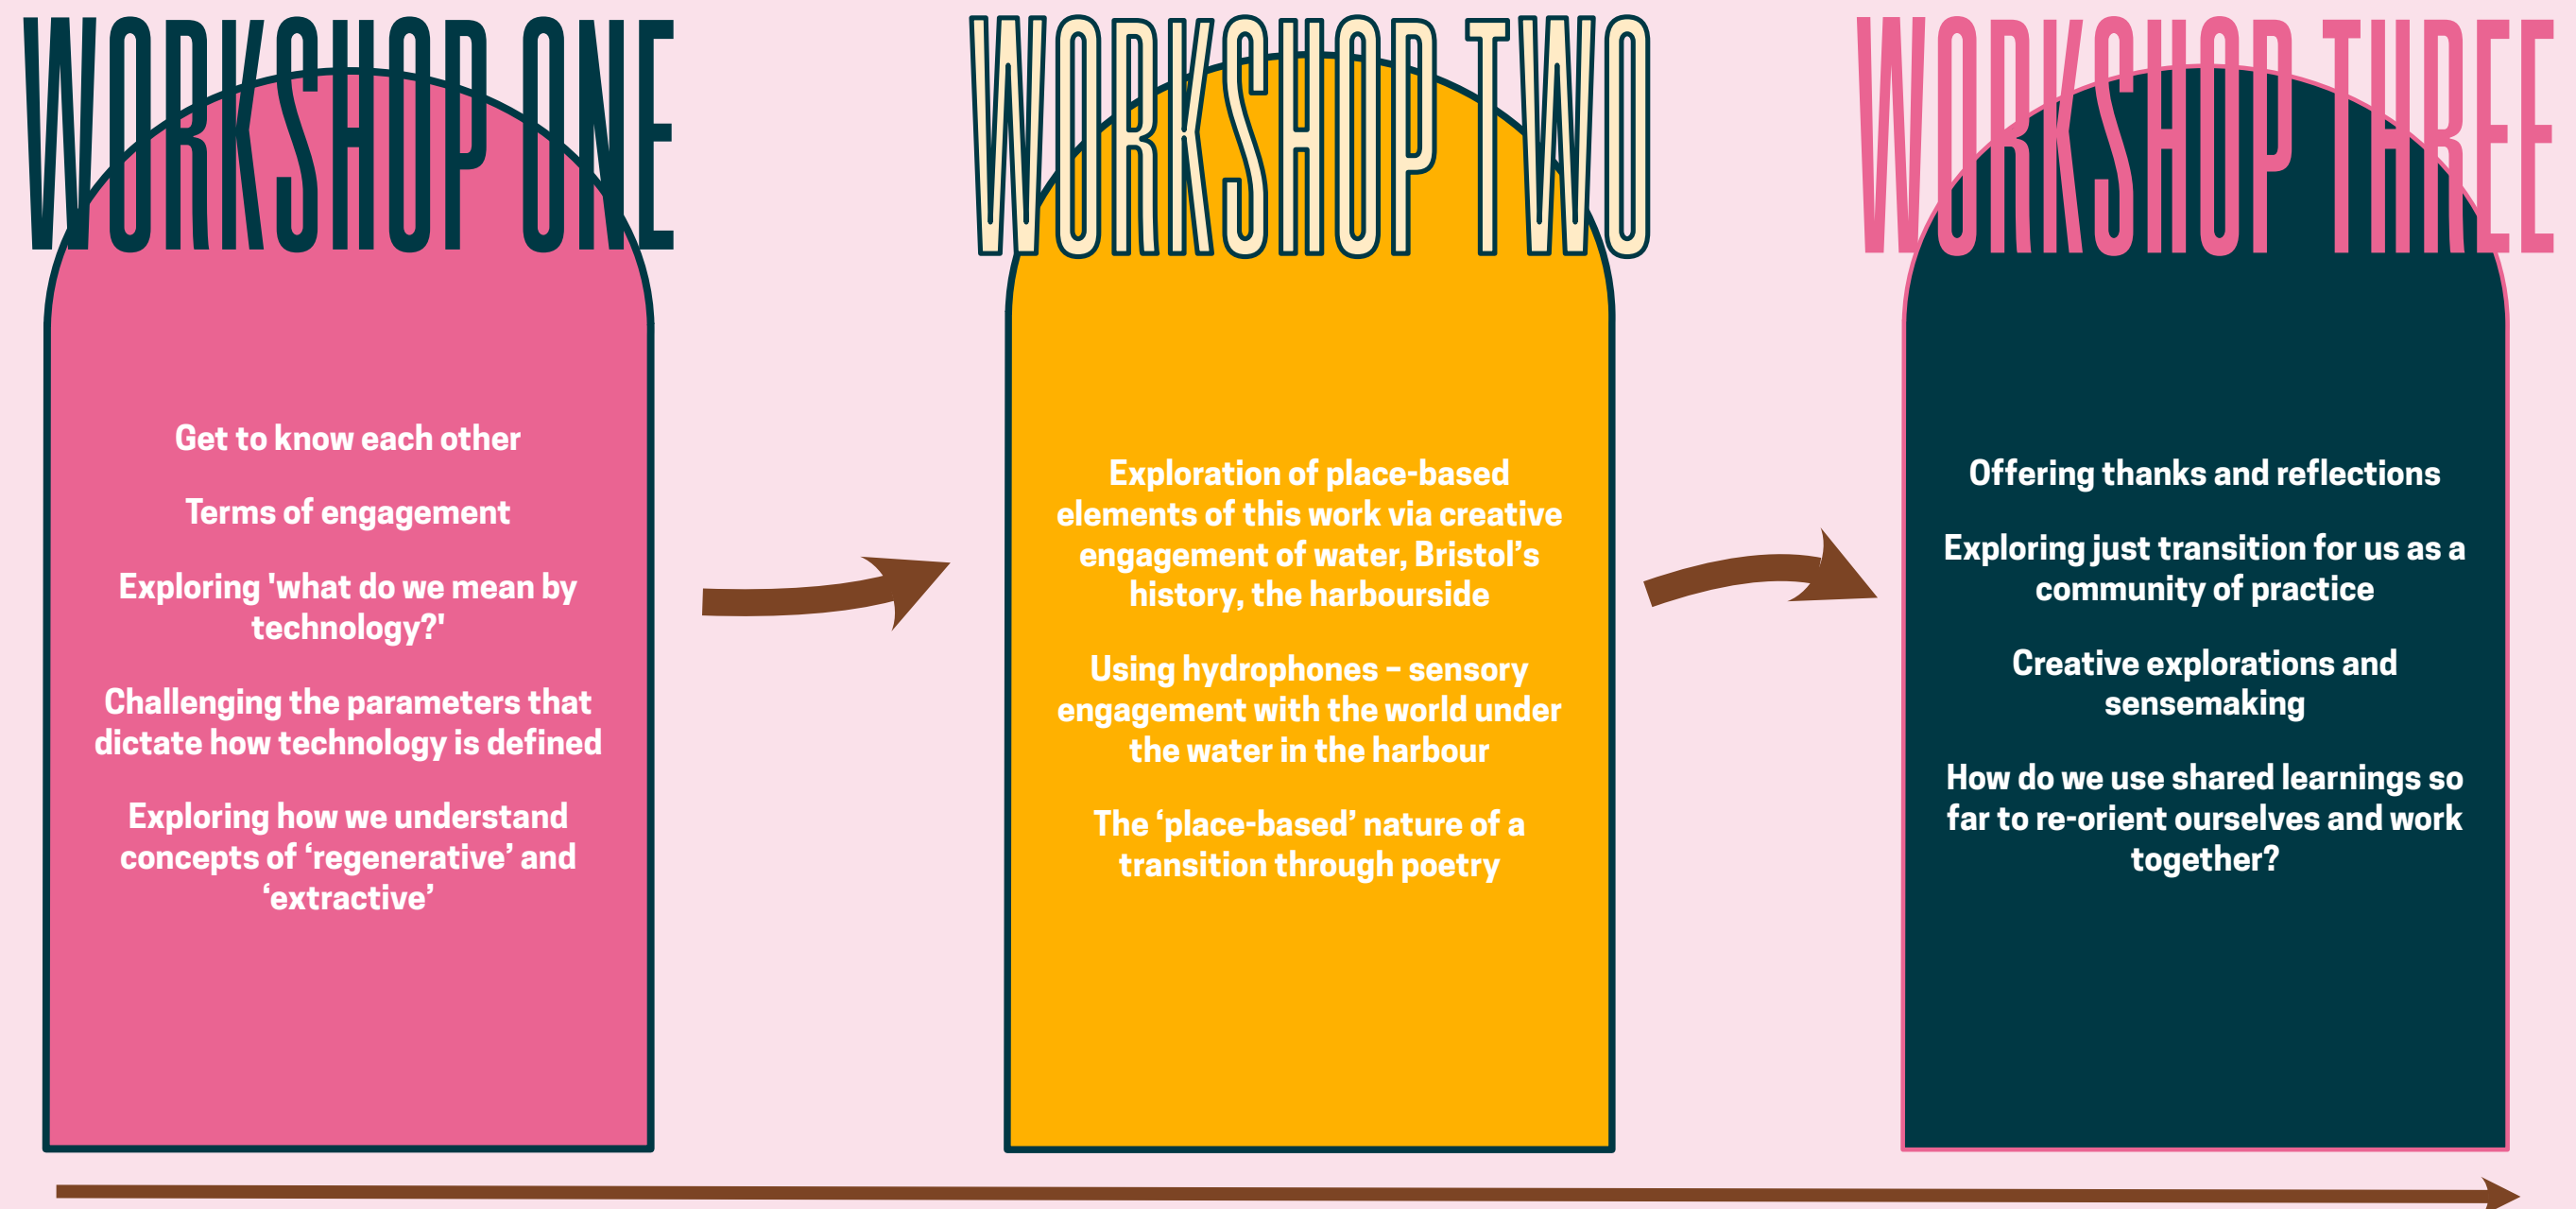 WORKSHOP ONE
Get to know each other
Terms of engagement
Exploring 'what do we mean by
technology?'
Challenging the parameters that
dictate how technology is defined
Exploring how we understand
concepts of ‘regenerative’ and
‘extractive’
WORKSHOP TWO
Exploration of place-based
elements of this work via creative
engagement of water, Bristol’s
history, the harbourside
Using hydrophones – sensory
engagement with the world under
the water in the harbour
The ‘place-based’ nature of a
transition through poetry
WORKSHOP THREE
Offering thanks and reflections
Exploring just transition for us as a
community of practice
Creative explorations and
sensemaking
How do we use shared learnings so
far to re-orient ourselves and work
together?